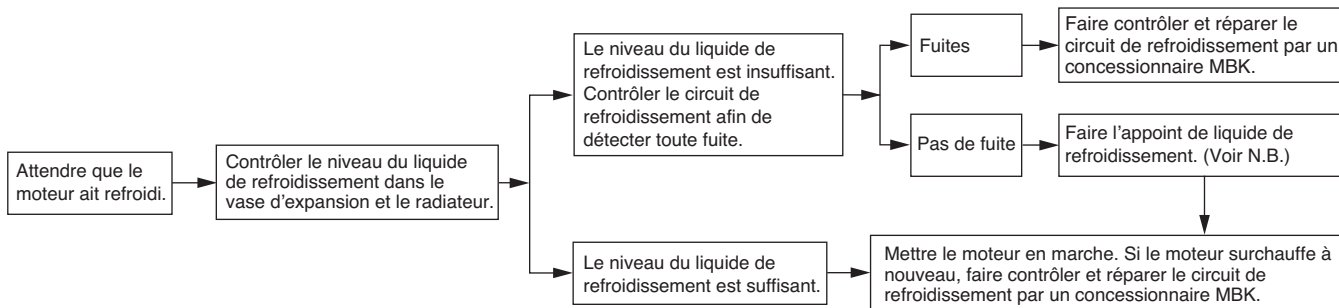 Attendre que le
moteur ait refroidi.
Contrôler le niveau du liquide
de refroidissement dans le
vase d'expansion et le radiateur.
Le niveau du liquide de
refroidissement est insuffisant.
Contrôler le circuit de
refroidissement afin de
détecter toute fuite.
Fuites
Faire contrôler et réparer le
circuit de refroidissement par un
concessionnaire MBK.
Pas de fuite
Faire l'appoint de liquide de
refroidissement. (Voir N.B.)
Le niveau du liquide de
refroidissement est suffisant.
Mettre le moteur en marche. Si le moteur surchauffe à
nouveau, faire contrôler et réparer le circuit de
refroidissement par un concessionnaire MBK.